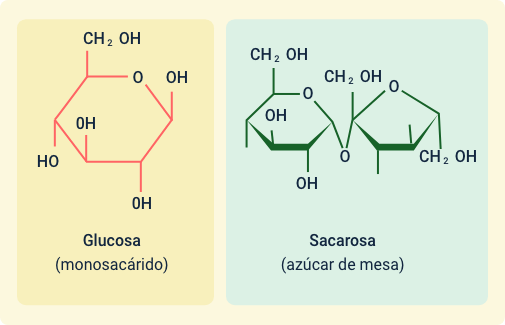 CH₂ OH
O
OH
0H
HO
0H
Glucosa
(monosacárido)
CH₂ OH
O
OH
OH
O
CH₂ OH
O
CH₂ OH
Sacarosa
(azúcar de mesa)